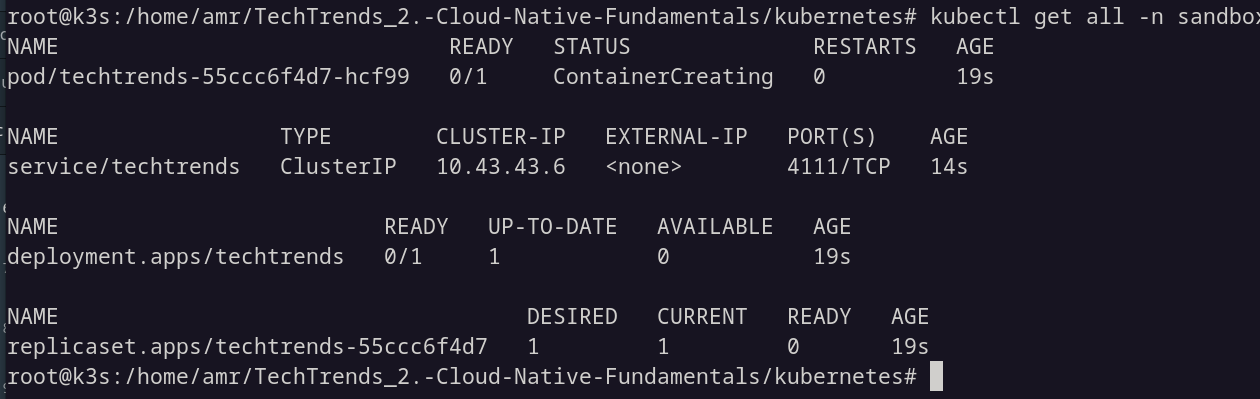 root@k3s:/home/amr/TechTrends_2.-Cloud-Native-Fundamentals/kubernetes# kubectl get all -n sandbox
NAME                                  READY   STATUS              RESTARTS   AGE
pod/techtrends-55ccc6f4d7-hcf99   0/1     ContainerCreating   0          19s

NAME                 TYPE        CLUSTER-IP   EXTERNAL-IP   PORT(S)    AGE
service/techtrends   ClusterIP   10.43.43.6   <none>        4111/TCP   14s

NAME                         READY   UP-TO-DATE   AVAILABLE   AGE
deployment.apps/techtrends   0/1     1            0           19s

NAME                                    DESIRED   CURRENT   READY   AGE
replicaset.apps/techtrends-55ccc6f4d7   1         1         0       19s
root@k3s:/home/amr/TechTrends_2.-Cloud-Native-Fundamentals/kubernetes#